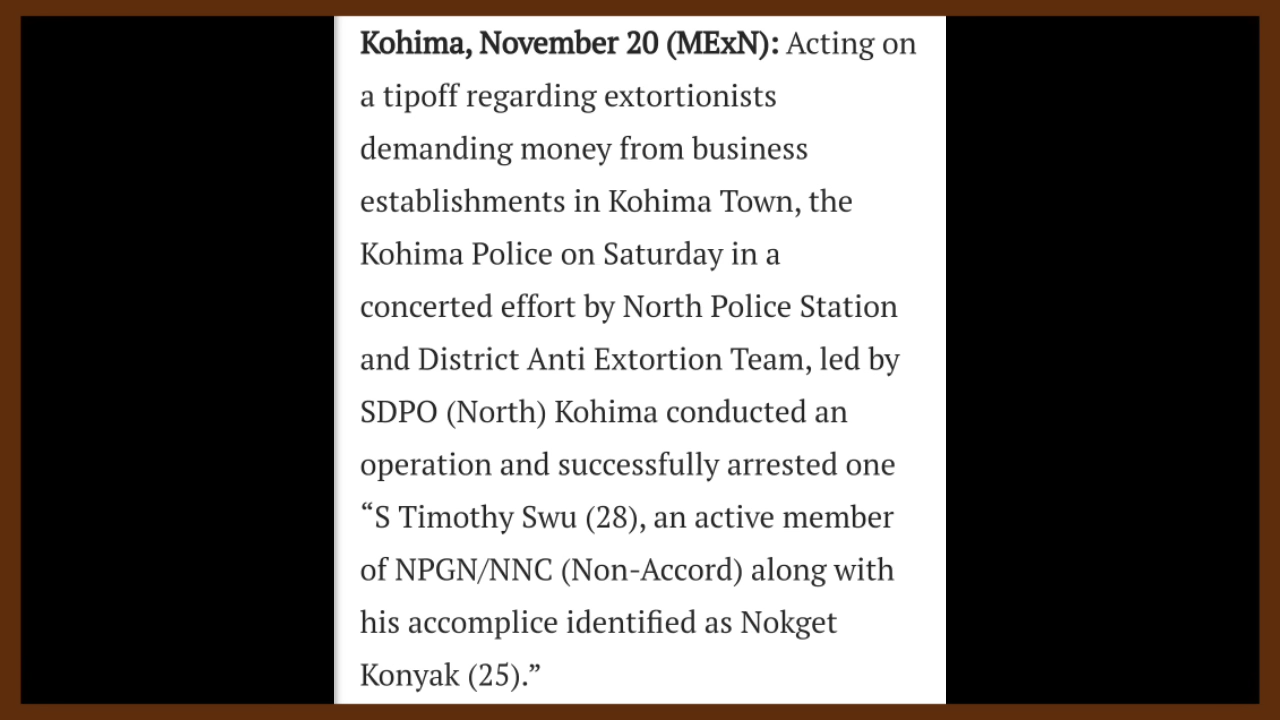 Kohima, November 20 (MExN): Acting on
a tipoff regarding extortionists
demanding money from business
establishments in Kohima Town, the
Kohima Police on Saturday in a
concerted effort by North Police Station
and District Anti Extortion Team, led by
SDPO (North) Kohima conducted an
operation and successfully arrested one
“S Timothy Swu (28), an active member
of NPGN/NNC (Non-Accord) along with
his accomplice identified as Nokget
Konyak (25).”